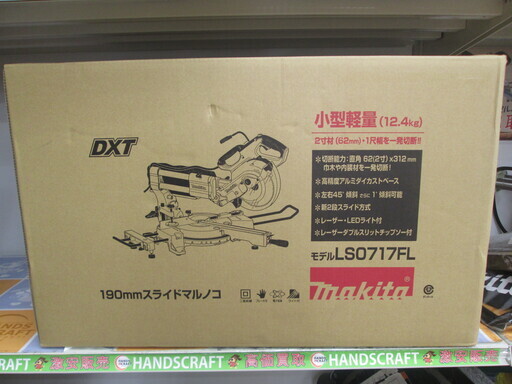 DXT
小型軽量(12.4kg)
2寸材(62mm)・1尺幅を一発切断!!
＊切断能力:直角 62(2寸)×312mm
巾木や内装材を一発切断!
＊高精度アルミダイカストベース
＊左右45°傾斜
1°傾斜可能
＊新2段スライド方式
＊レーザー・LEDライト付
＊レーザーダブルスリットチップソー付
モデルLS0717FL
makita
190mmスライドマルノコ
HANDSCRAFT 高価買取
HANDSCRAFT